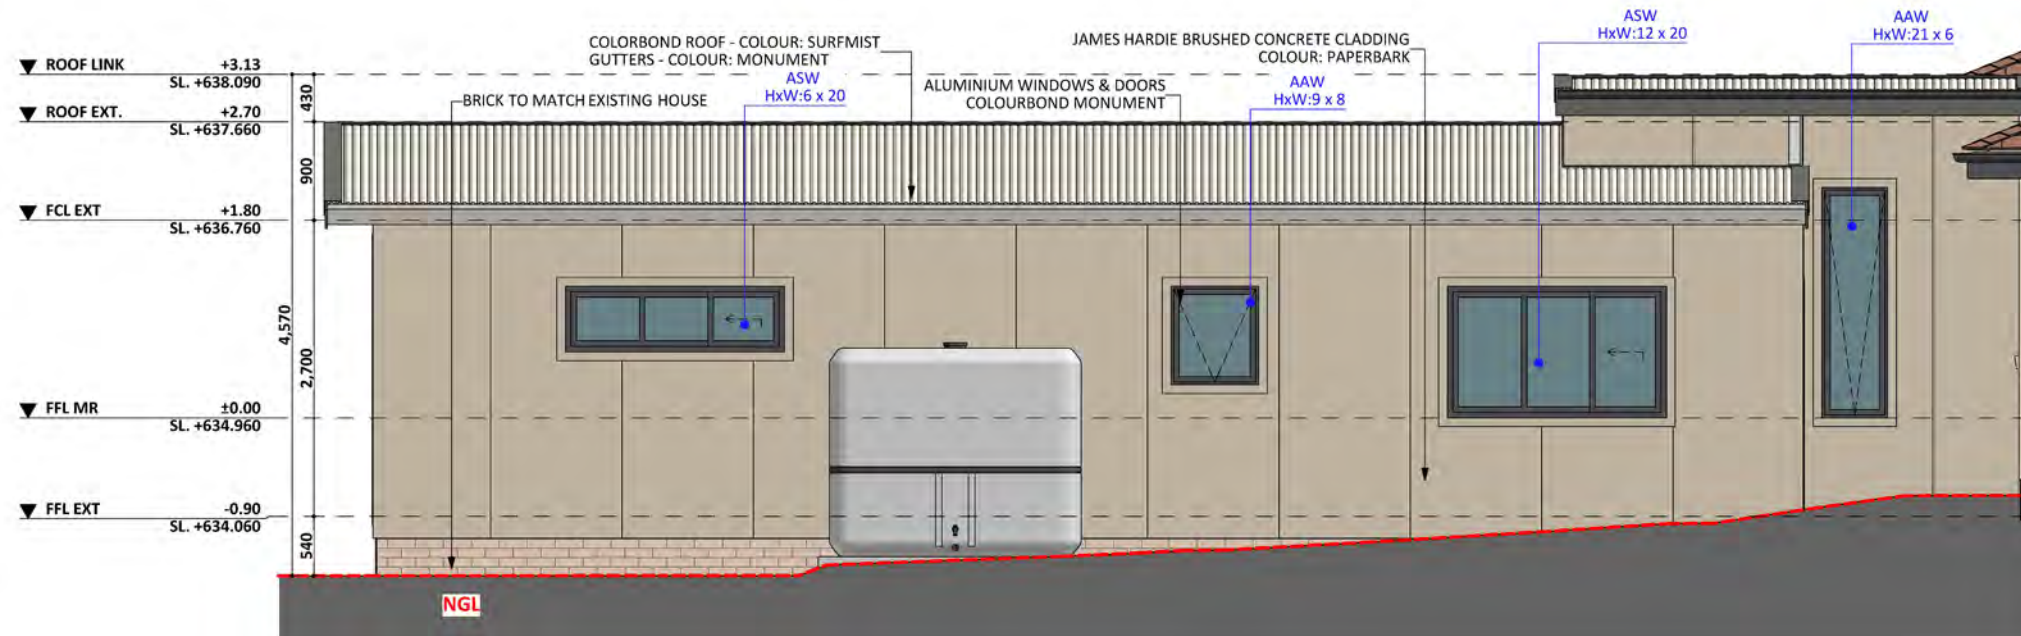 ROOF LINK +3.13
SL. +638.090
ROOF EXT. +2.70
SL. +637.660
FCL EXT +1.80
SL. +636.760
FFL MR ±0.00
SL. +634.960
FFL EXT -0.90
SL. +634.060
430
900
4,570
2,700
540
BRICK TO MATCH EXISTING HOUSE
COLORBOND ROOF - COLOUR: SURFMIST
GUTTERS - COLOUR: MONUMENT
ASW
HxW:6 x 20
ALUMINIUM WINDOWS & DOORS
COLOURBOND MONUMENT
JAMES HARDIE BRUSHED CONCRETE CLADDING
COLOUR: PAPERBARK
AAW
HxW:9 x 8
ASW
HxW:12 x 20
AAW
HxW:21 x 6
NGL